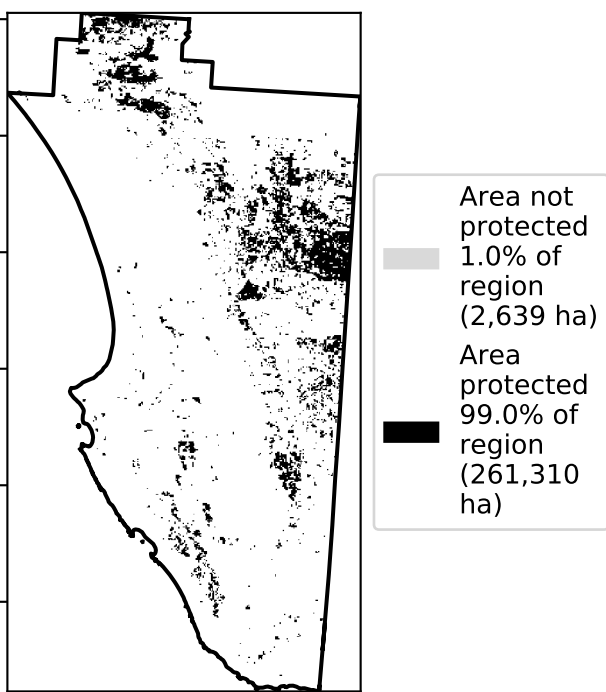 Area not
protected
1.0% of
region
(2,639 ha)
Area
protected
99.0% of
region
(261,310
ha)